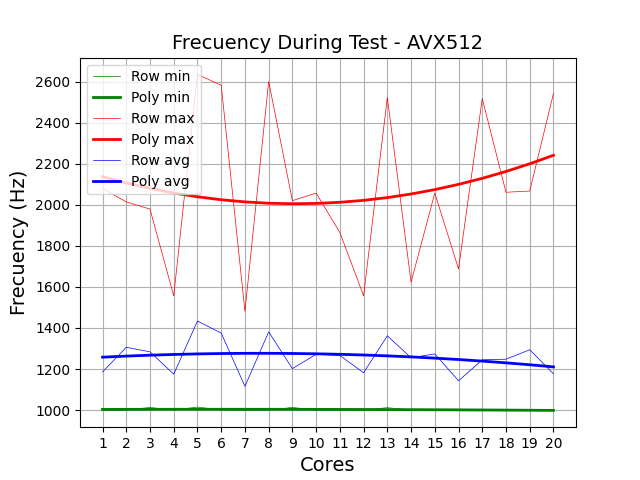 Frecuency During Test - AVX512
Row min
Poly min
Row max
Poly max
Row avg
Poly avg
2600
2400
2200
2000
1800
1600
1400
1200
1000
Frecuency (Hz)
1 2 3 4 5 6 7 8 9 10 11 12 13 14 15 16 17 18 19 20
Cores